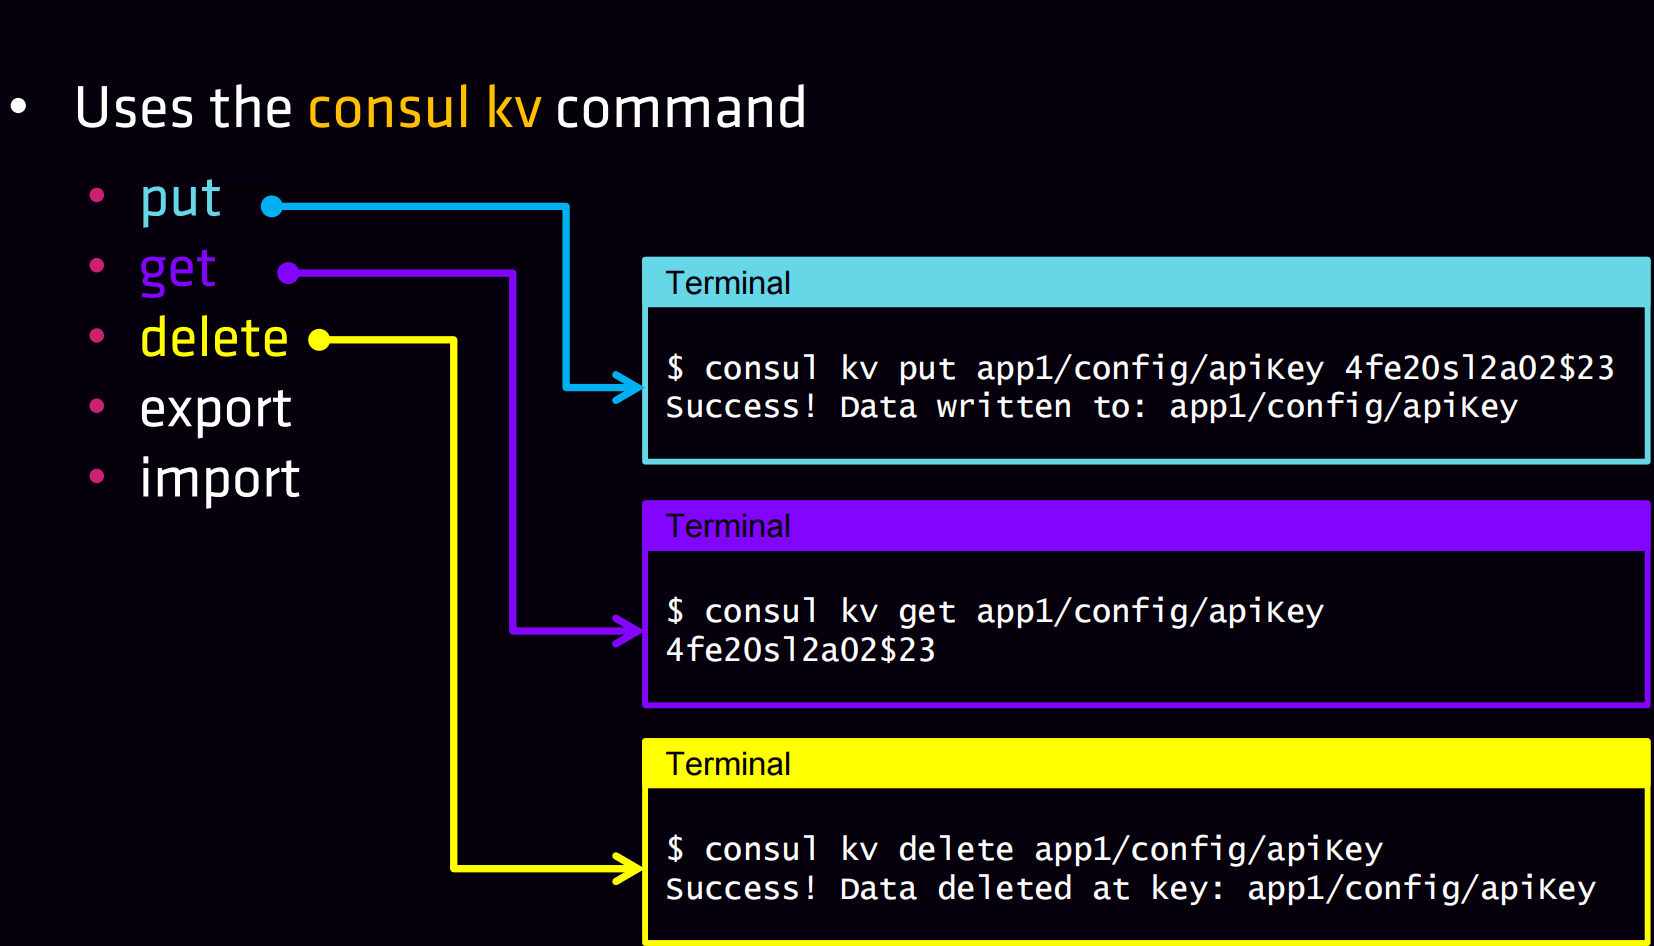 • Uses the consul kv command
• put
• get
• delete
• export
• import
Terminal
$ consul kv put app1/config/apiKey 4fe20sl2a02$23
Success! Data written to: app1/config/apiKey
Terminal
$ consul kv get app1/config/apiKey
4fe20sl2a02$23
Terminal
$ consul kv delete app1/config/apiKey
Success! Data deleted at key: app1/config/apiKey